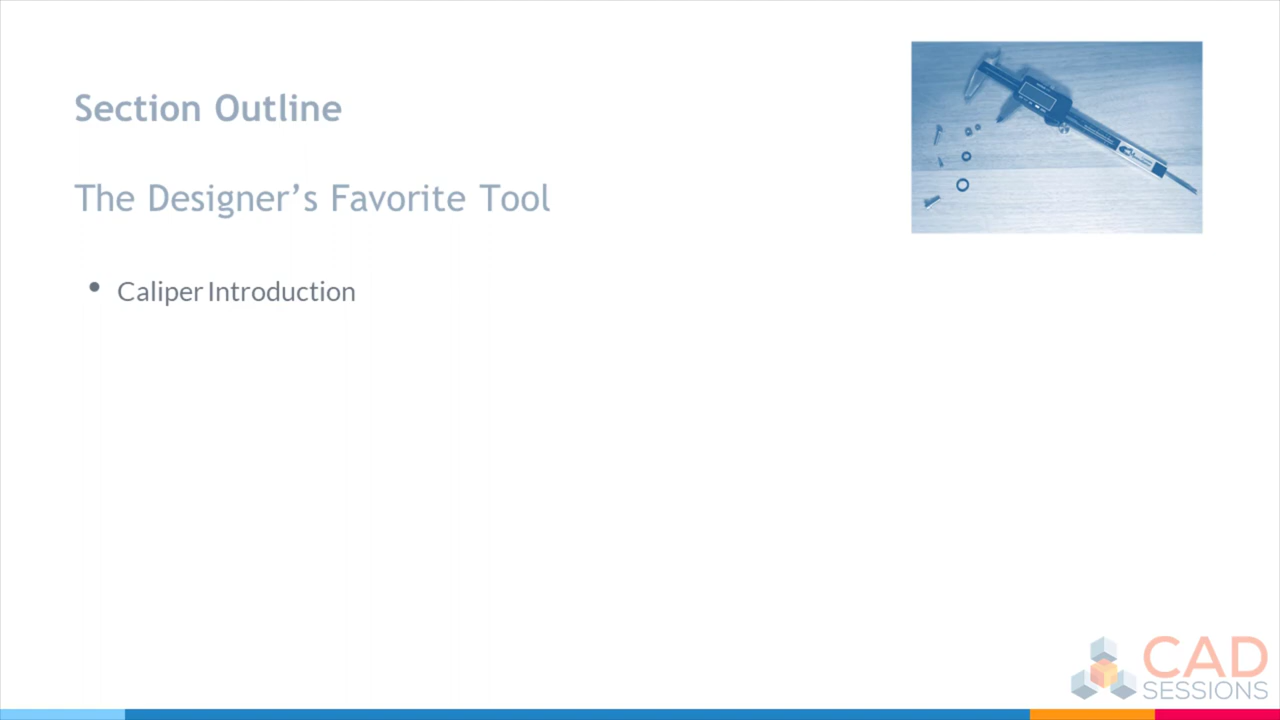 Section Outline
The Designer’s Favorite Tool
• Caliper Introduction
CAD
SESSIONS